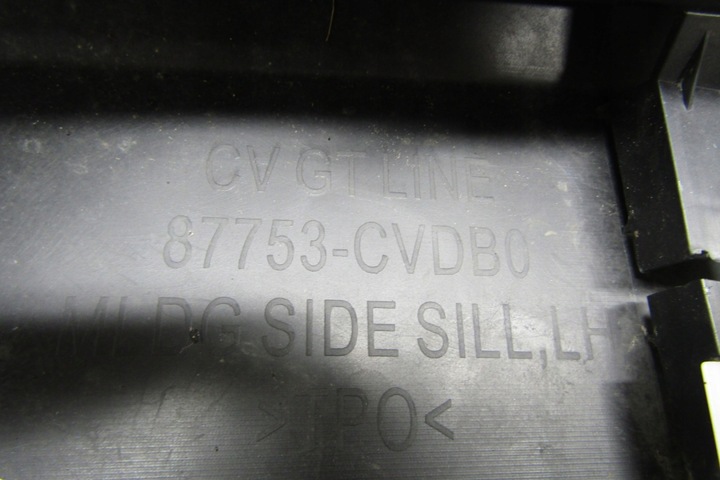 CV GT LINE
87753-CVDB0
MLDG SIDE SILL,LH
>TPO<